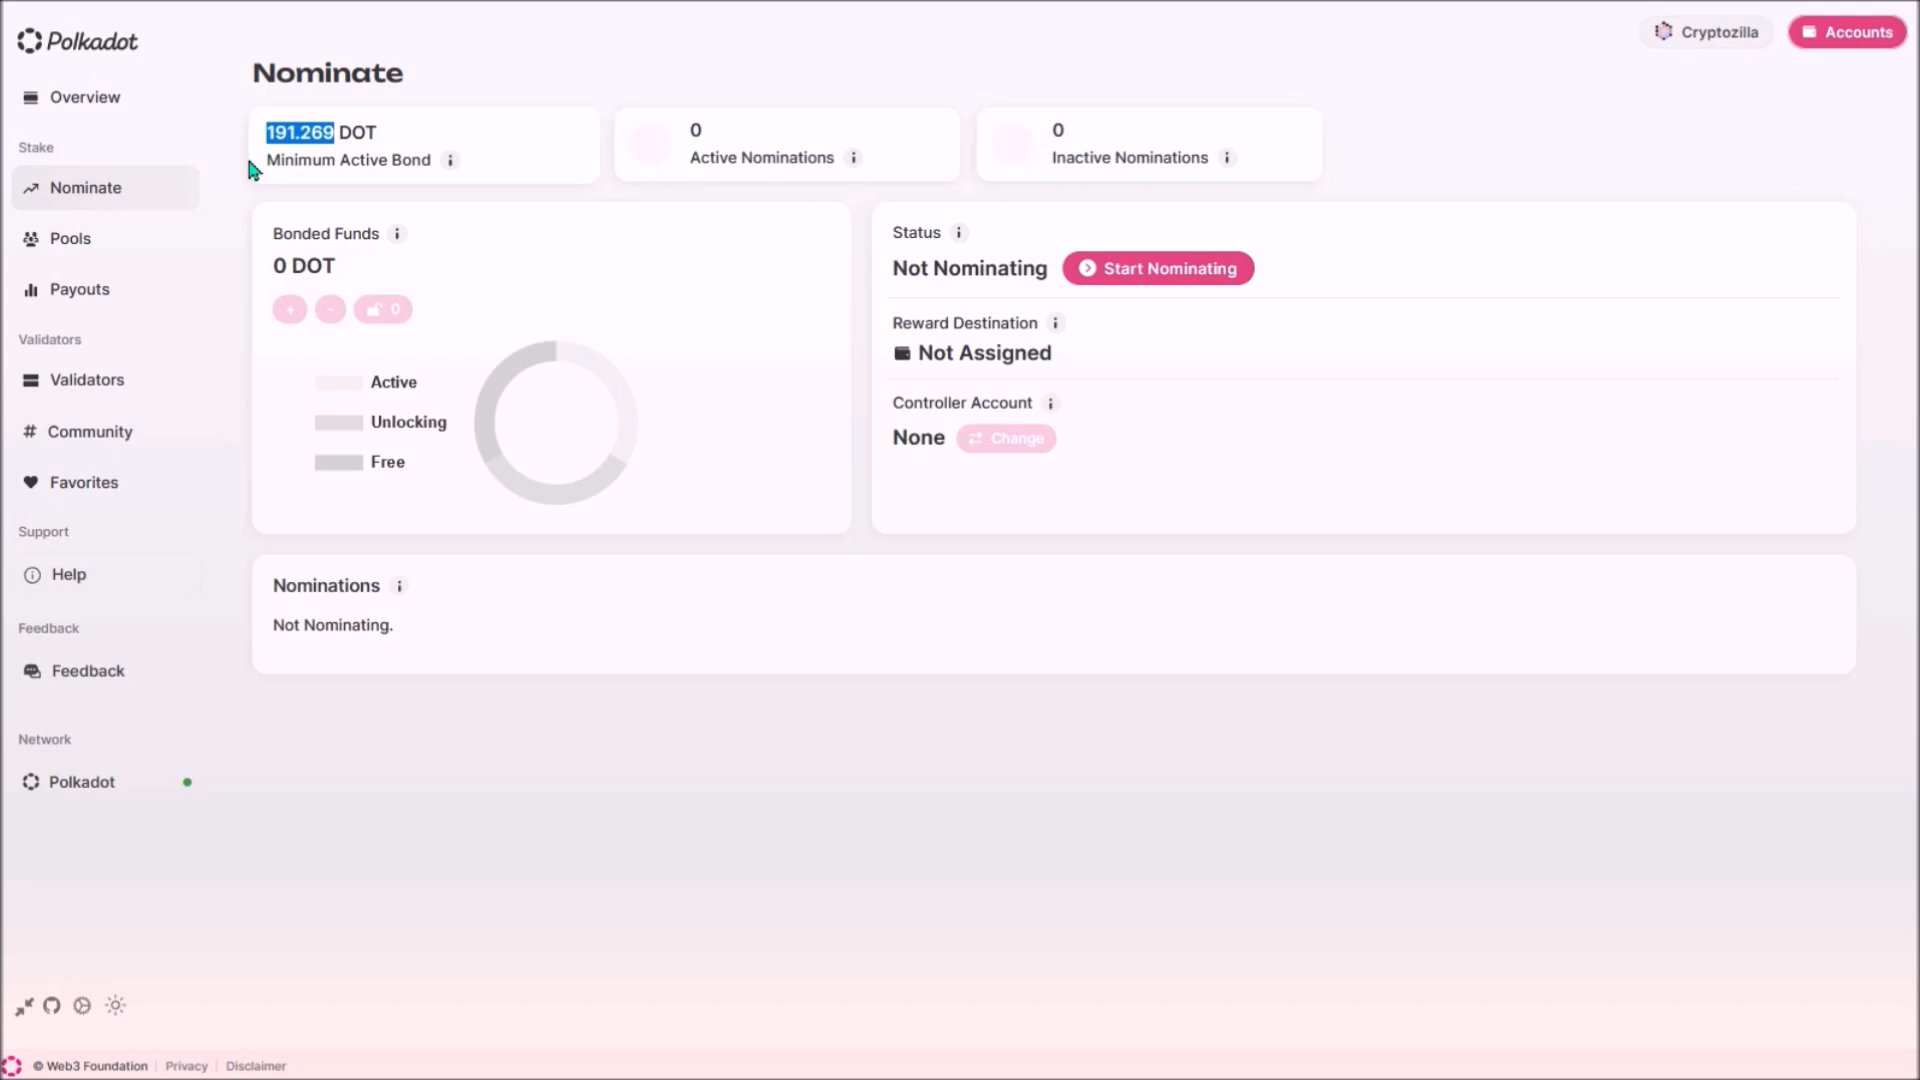 Polkadot
Cryptozilla
Accounts
Nominate
Overview
Stake
Nominate
Pools
Payouts
Validators
Validators
Community
Favorites
Support
Help
Feedback
Feedback
Network
Polkadot
191.269 DOT
Minimum Active Bond
0
Active Nominations
0
Inactive Nominations
Bonded Funds
0 DOT
+ - 0
Active
Unlocking
Free
Status
Not Nominating Start Nominating
Reward Destination
Not Assigned
Controller Account
None Change
Nominations
Not Nominating.
© Web3 Foundation | Privacy | Disclaimer